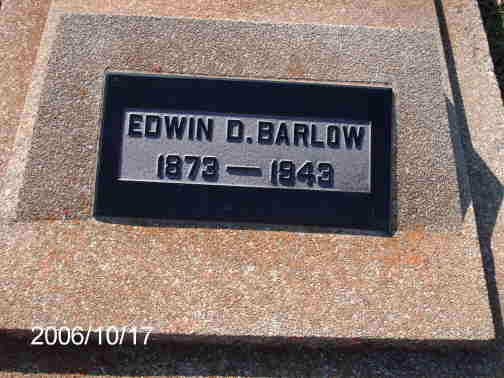 EDWIN D. BARLOW
1873 — 1943
2006/10/17